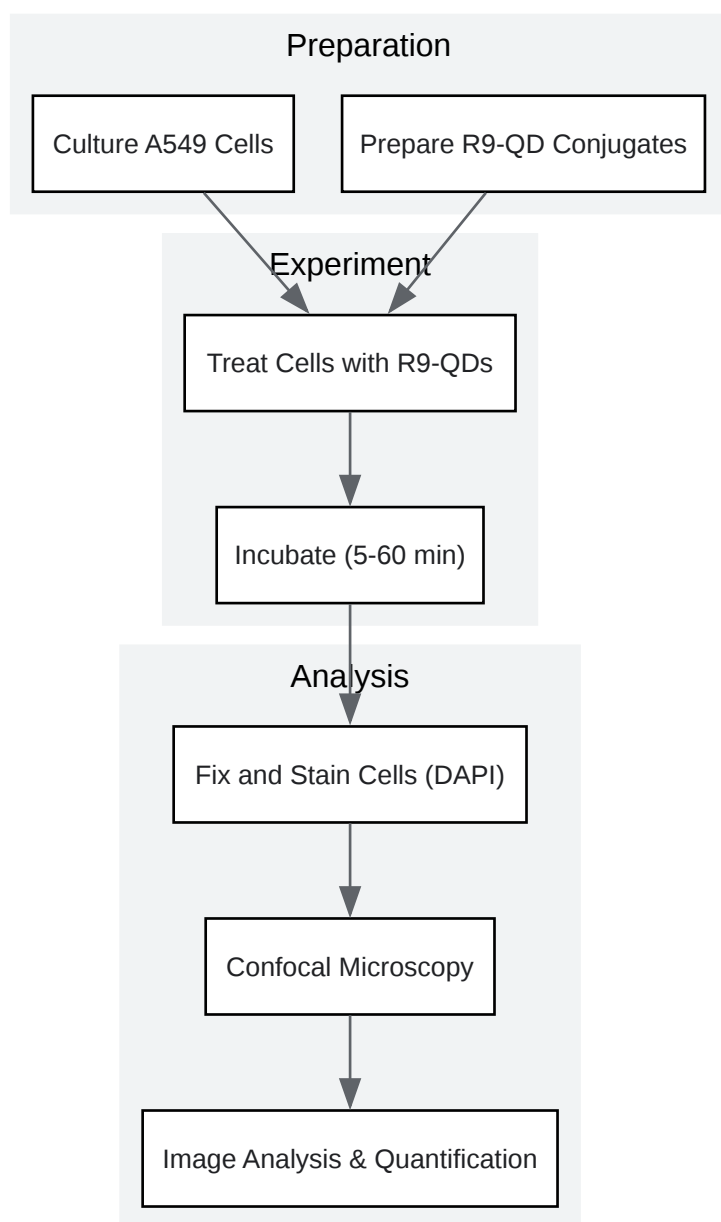 Preparation
Culture A549 Cells
Prepare R9-QD Conjugates
Experiment
Treat Cells with R9-QDs
Incubate (5-60 min)
Analysis
Fix and Stain Cells (DAPI)
Confocal Microscopy
Image Analysis & Quantification